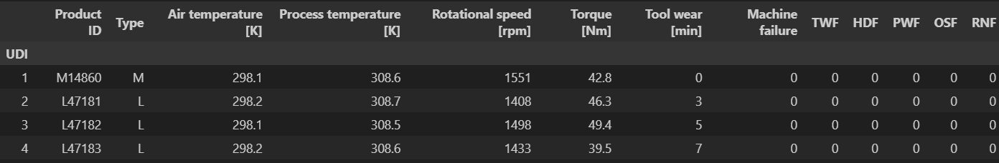 Product ID Type Air temperature [K] Process temperature [K] Rotational speed [rpm] Torque [Nm] Tool wear [min] Machine failure TWF HDF PWF OSF RNF
UDI
1 M14860 M 298.1 308.6 1551 42.8 0 0 0 0 0 0 0
2 L47181 L 298.2 308.7 1408 46.3 3 0 0 0 0 0 0
3 L47182 L 298.1 308.5 1498 49.4 5 0 0 0 0 0 0
4 L47183 L 298.2 308.6 1433 39.5 7 0 0 0 0 0 0